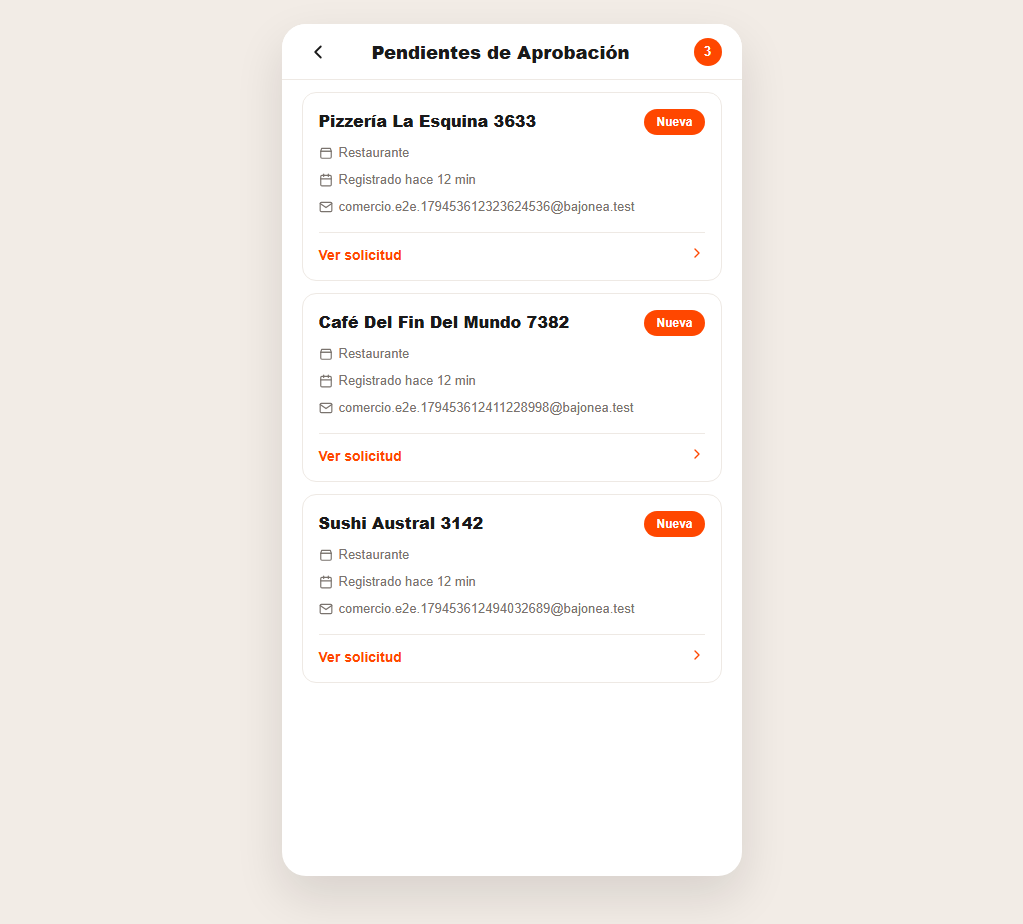 Pendientes de Aprobación
3
Pizzería La Esquina 3633
Nueva
Restaurante
Registrado hace 12 min
comercio.e2e.179453612323624536@bajonea.test
Ver solicitud
Café Del Fin Del Mundo 7382
Nueva
Restaurante
Registrado hace 12 min
comercio.e2e.179453612411228998@bajonea.test
Ver solicitud
Sushi Austral 3142
Nueva
Restaurante
Registrado hace 12 min
comercio.e2e.179453612494032689@bajonea.test
Ver solicitud